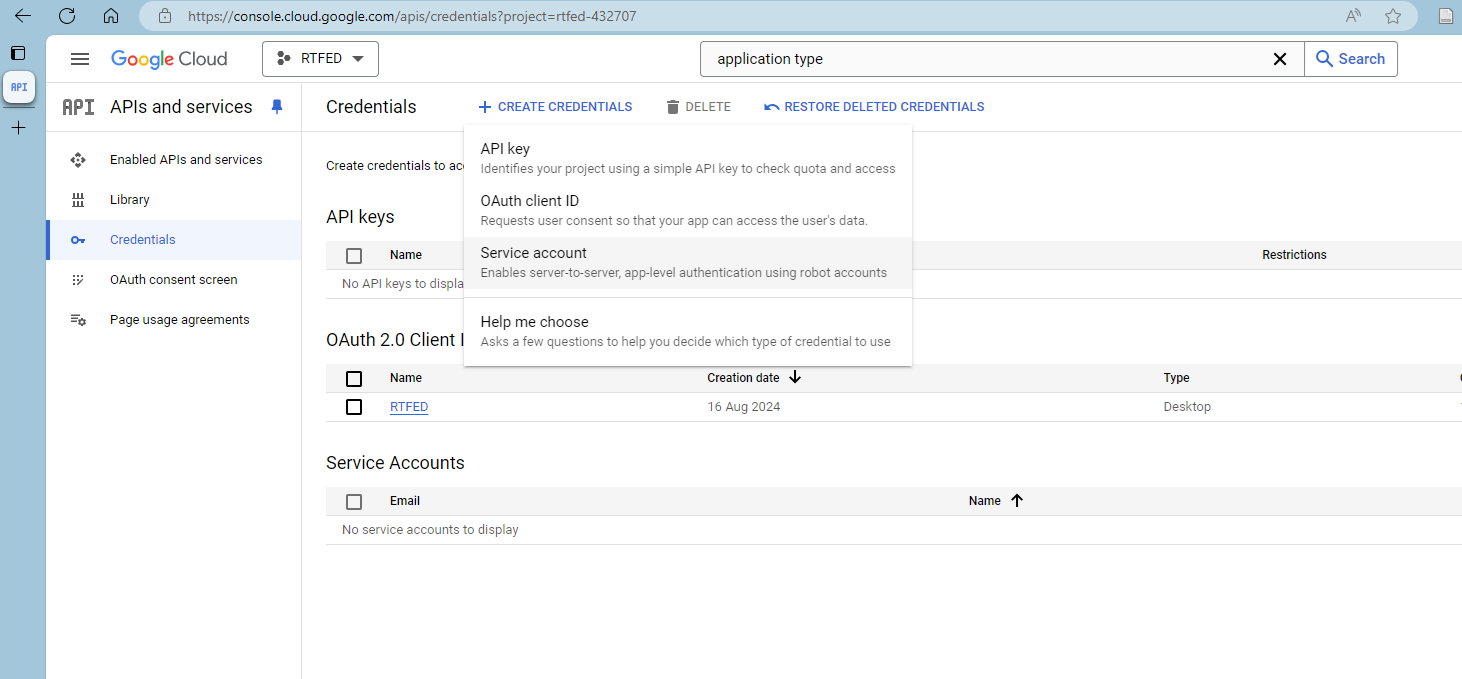 https://console.cloud.google.com/apis/credentials?project=rtfed-432707
A
API
Google Cloud
RTFED
application type
Search
API
APIs and services
Enabled APIs and services
Library
Credentials
OAuth consent screen
Page usage agreements
Credentials
CREATE CREDENTIALS
DELETE
RESTORE DELETED CREDENTIALS
API key
Identifies your project using a simple API key to check quota and access
OAuth client ID
Requests user consent so that your app can access the user's data.
Service account
Enables server-to-server, app-level authentication using robot accounts
Help me choose
Asks a few questions to help you decide which type of credential to use
Create credentials to
API keys
Name
Restrictions
No API keys to
OAuth 2.0 Client
Name
Creation date
Type
RTFED
16 Aug 2024
Desktop
Service Accounts
Email
Name
No service accounts to display